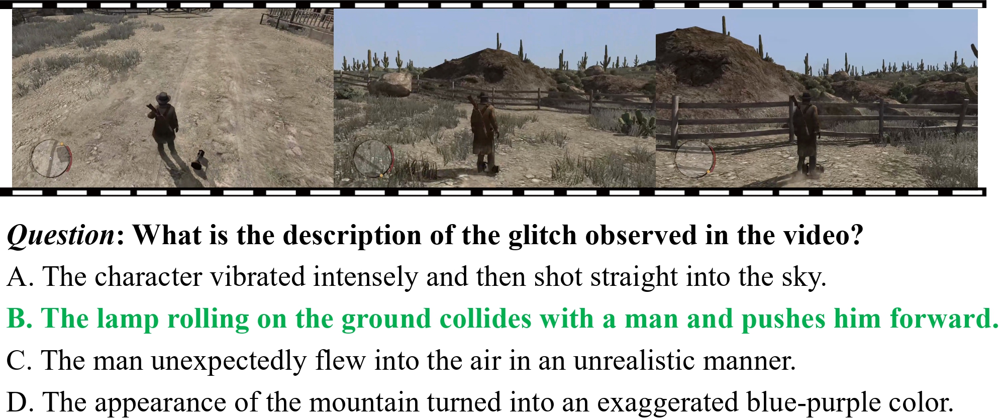 Question: What is the description of the glitch observed in the video?
A. The character vibrated intensely and then shot straight into the sky.
B. The lamp rolling on the ground collides with a man and pushes him forward.
C. The man unexpectedly flew into the air in an unrealistic manner.
D. The appearance of the mountain turned into an exaggerated blue-purple color.